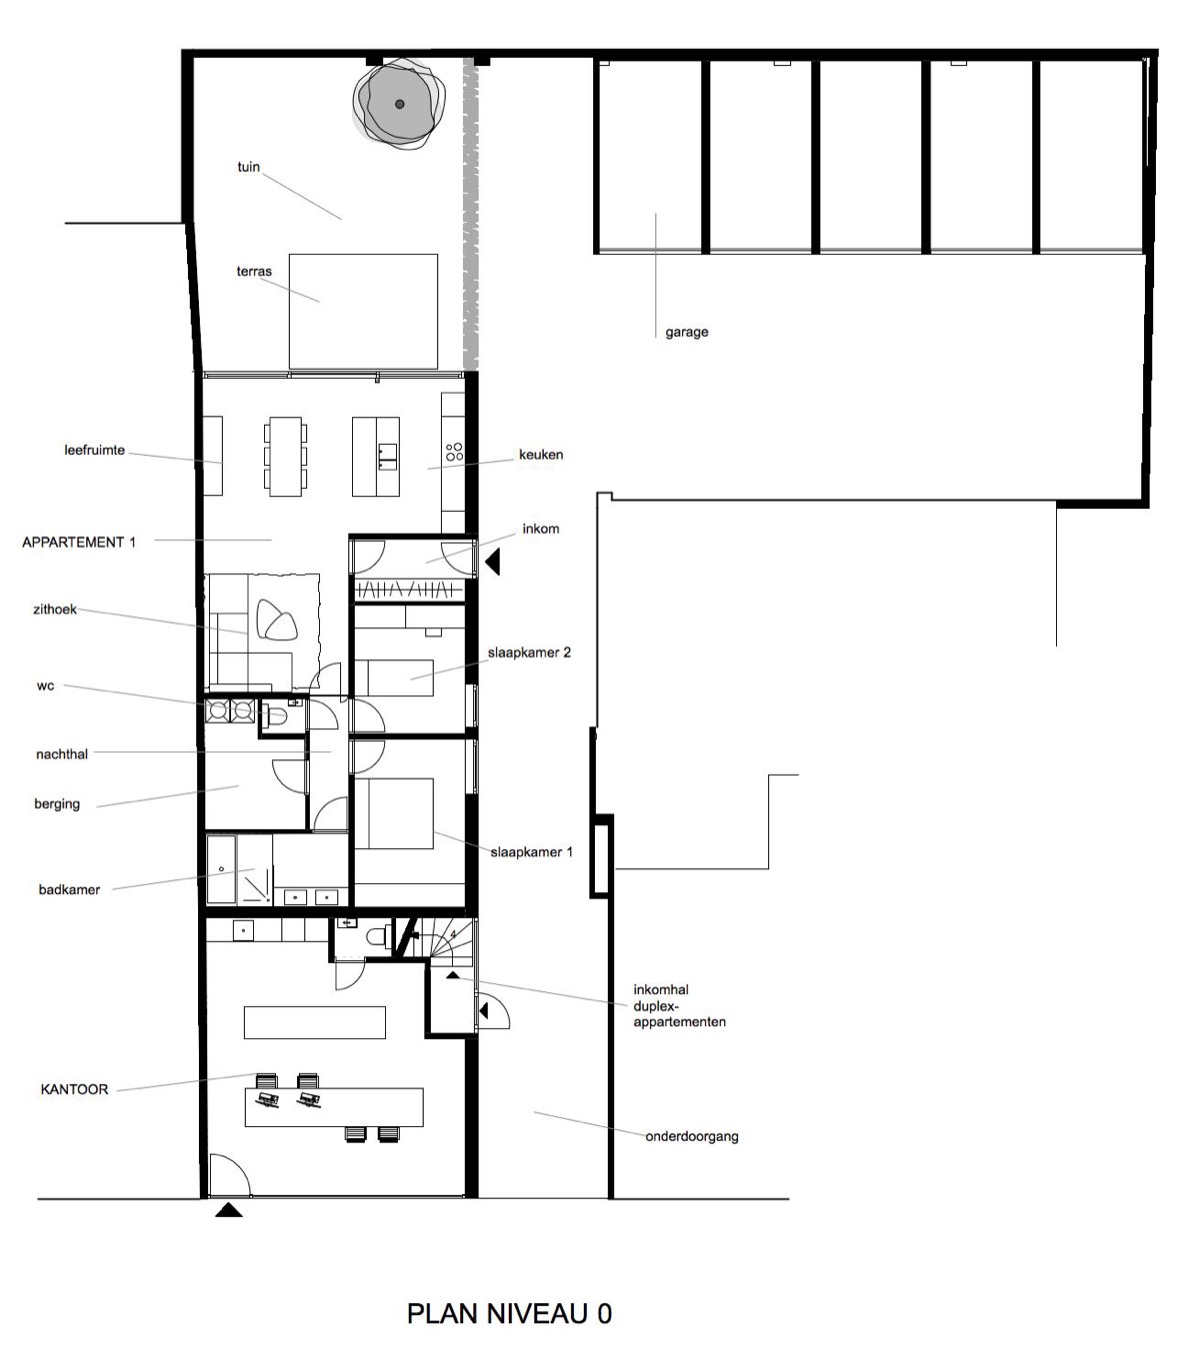 tuin
terras
garage
leefruimte
keuken
inkom
APPARTEMENT 1
zithoek
slaapkamer 2
wc
nachthal
berging
slaapkamer 1
badkamer
4
inkomhal
duplex-
appartementen
KANTOOR
onderdoorgang
PLAN NIVEAU 0